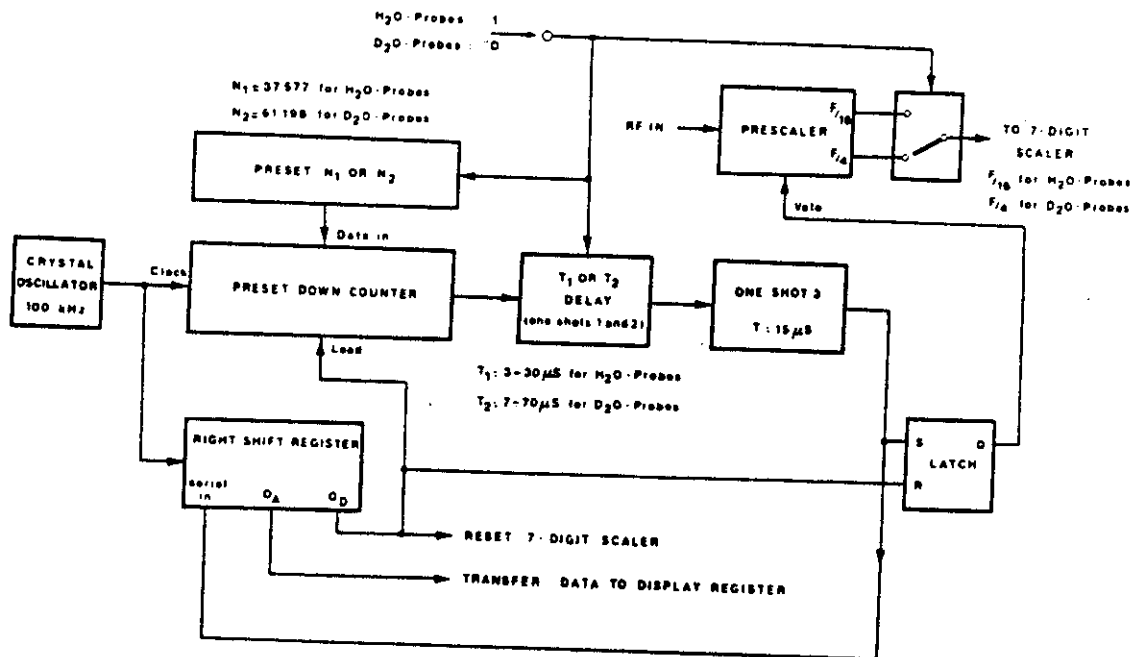 H₂O-Probes 1
D₂O-Probes : 0
N₁=37577 for H₂O-Probes
N₂=61198 for D₂O-Probes
PRESET N₁ OR N₂
RF IN
PRESCALER
F/16
F/4
TO 7-DIGIT
SCALER
F/16 for H₂O-Probes
F/4 for D₂O-Probes
Veto
Data in
CRYSTAL
OSCILLATOR
100 kHz
Clock
PRESET DOWN COUNTER
Load
T₁ OR T₂
DELAY
(one shots 1 and 2)
ONE SHOT 3
T : 15 µS
T₁ : 3-30 µS for H₂O-Probes
T₂ : 7-70 µS for D₂O-Probes
RIGHT SHIFT REGISTER
serial
in
Q_A
Q_D
S
Q
LATCH
R
RESET 7-DIGIT SCALER
TRANSFER DATA TO DISPLAY REGISTER